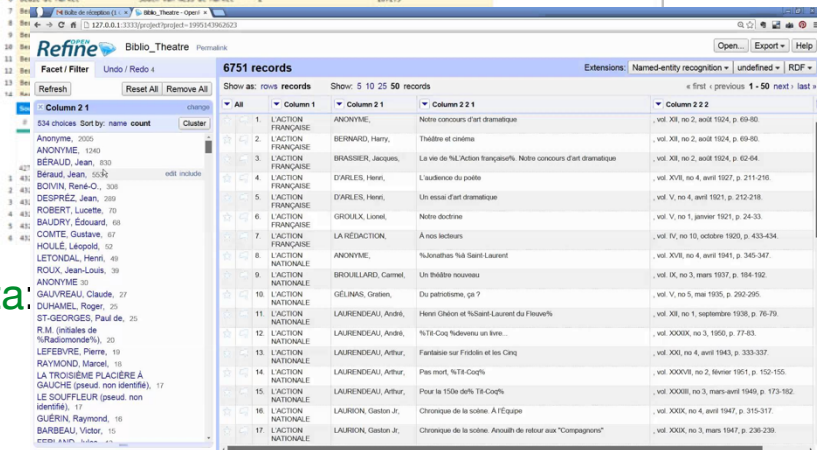 Biblio_Theatre - OpenR
127.0.0.1:3333/project?project=1995143962623
OPEN
Refine
Biblio_Theatre Permalink
Open... Export Help
Facet / Filter Undo / Redo 4
6751 records
Extensions: Named-entity recognition undefined RDF
Refresh Reset All Remove All
Show as: rows records Show: 5 10 25 50 records
« first ‹ previous 1 - 50 next › last »
Column 2 1 change
534 choices Sort by: name count Cluster
Anonyme, 2005
ANONYME, 1240
BÉRAUD, Jean, 830
Béraud, Jean, 553 edit include
BOIVIN, René-O., 308
DESPRÉZ, Jean, 289
ROBERT, Lucette, 70
BAUDRY, Édouard, 68
COMTE, Gustave, 67
HOULÉ, Léopold, 52
LETONDAL, Henri, 49
ROUX, Jean-Louis, 39
ANONYME 30
GAUVREAU, Claude, 27
DUHAMEL, Roger, 25
ST-GEORGES, Paul de, 25
R.M. (initiales de
%Radiomonde%), 20
LEFEBVRE, Pierre, 19
RAYMOND, Marcel, 18
LA TROISIÈME PLACIÈRE À
GAUCHE (pseud. non identifié), 17
LE SOUFFLEUR (pseud. non
identifié), 17
GUÉRIN, Raymond, 16
BARBEAU, Victor, 15
All Column 1 Column 2 1 Column 2 2 1 Column 2 2 2
1. L'ACTION FRANÇAISE ANONYME, Notre concours d'art dramatique , vol. XII, no 2, août 1924, p. 69-80.
2. L'ACTION FRANÇAISE BERNARD, Harry, Théâtre et cinéma , vol. XII, no 2, août 1924, p. 69-80.
3. L'ACTION FRANÇAISE BRASSIER, Jacques, La vie de %L'Action française%. Notre concours d'art dramatique , vol. XII, no 2, août 1924, p. 62-64.
4. L'ACTION FRANÇAISE D'ARLES, Henri, L'audience du poète , vol. XVII, no 4, avril 1927, p. 211-216.
5. L'ACTION FRANÇAISE D'ARLES, Henri, Un essai d'art dramatique , vol. V, no 4, avril 1921, p. 212-218.
6. L'ACTION FRANÇAISE GROULX, Lionel, Notre doctrine , vol. V, no 1, janvier 1921, p. 24-33.
7. L'ACTION FRANÇAISE LA RÉDACTION, À nos lecteurs , vol. IV, no 10, octobre 1920, p. 433-434.
8. L'ACTION NATIONALE ANONYME, %Jonathas %à Saint-Laurent , vol. XVII, no 4, avril 1941, p. 345-347.
9. L'ACTION NATIONALE BROUILLARD, Carmel, Un théâtre nouveau , vol. IX, no 3, mars 1937, p. 184-192.
10. L'ACTION NATIONALE GÉLINAS, Gratien, Du patriotisme, ça ? , vol. V, no 5, mai 1935, p. 292-295.
11. L'ACTION NATIONALE LAURENDEAU, André, Henri Ghéon et %Saint-Laurent du Fleuve% , vol. XII, no 1, septembre 1938, p. 76-79.
12. L'ACTION NATIONALE LAURENDEAU, André, %Tit-Coq %devenu un livre... , vol. XXXIX, no 3, 1950, p. 77-83.
13. L'ACTION NATIONALE LAURENDEAU, Arthur, Fantaisie sur Fridolin et les Cinq , vol. XXI, no 4, avril 1943, p. 333-337.
14. L'ACTION NATIONALE LAURENDEAU, Arthur, Pas mort, %Tit-Coq% , vol. XXXVII, no 2, février 1951, p. 152-155.
15. L'ACTION NATIONALE LAURENDEAU, Arthur, Pour la 150e de% Tit-Coq% , vol. XXXIII, no 3, mars-avril 1949, p. 173-182.
16. L'ACTION NATIONALE LAURION, Gaston Jr, Chronique de la scène. À l'Équipe , vol. XXIX, no 4, avril 1947, p. 315-317.
17. L'ACTION NATIONALE LAURION, Gaston Jr, Chronique de la scène. Anouilh de retour aux "Compagnons" , vol. XXIX, no 3, mars 1947, p. 236-239.
ta: